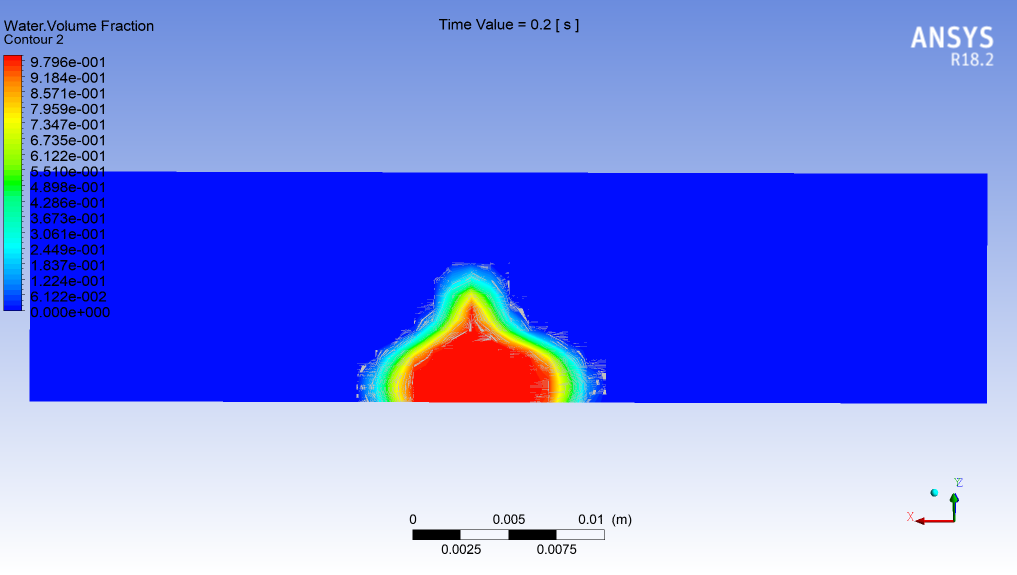 Water.Volume Fraction
Contour 2
Time Value = 0.2 [ s ]
ANSYS
R18.2
9.796e-001
9.184e-001
8.571e-001
7.959e-001
7.347e-001
6.735e-001
6.122e-001
5.510e-001
4.898e-001
4.286e-001
3.673e-001
3.061e-001
2.449e-001
1.837e-001
1.224e-001
6.122e-002
0.000e+000
X
0 0.005 0.01 (m)
0.0025 0.0075